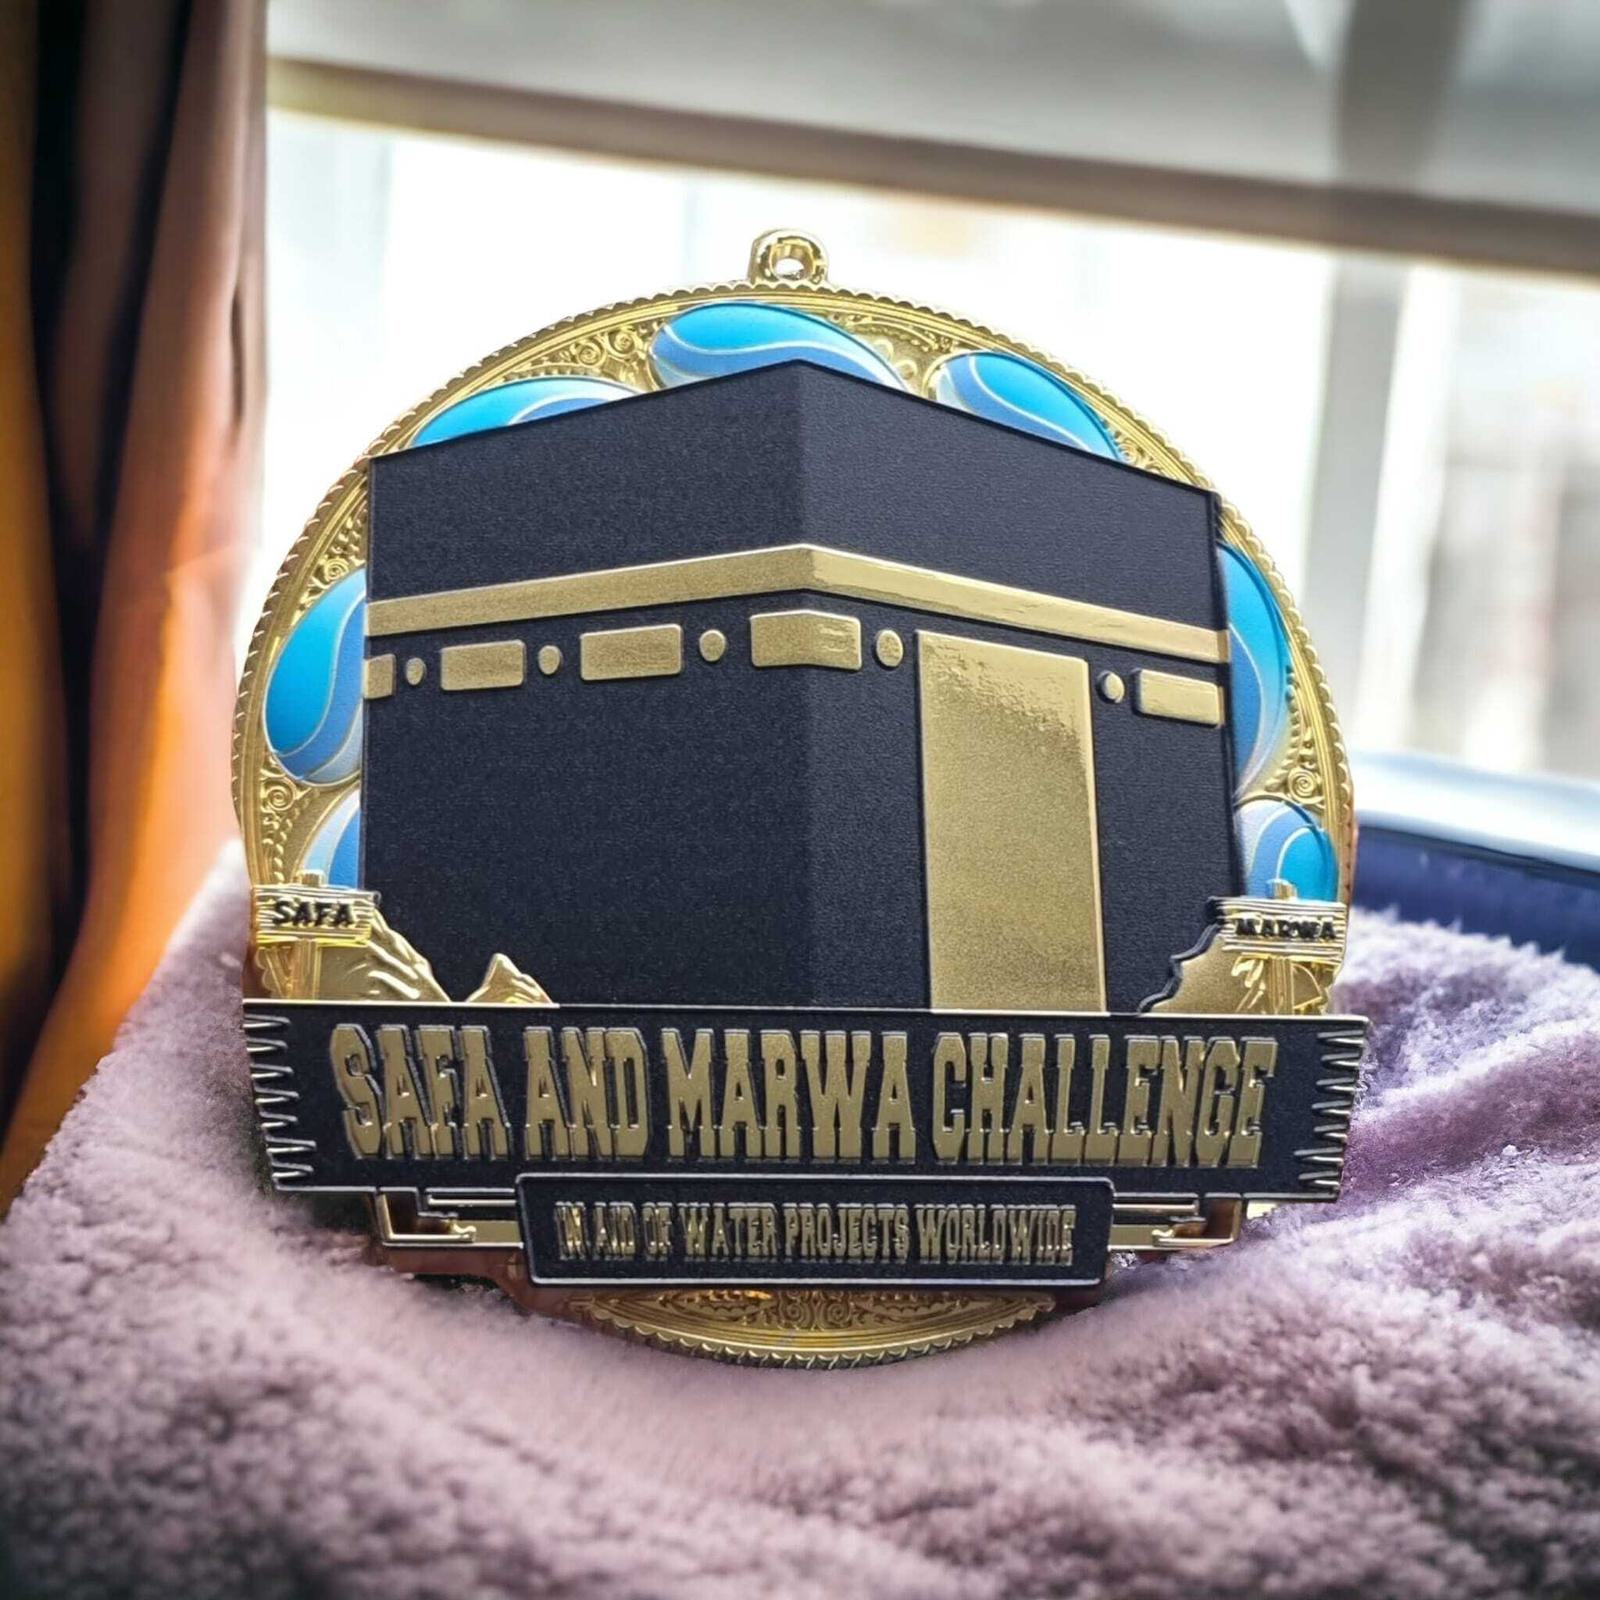 SAFA
MARWA
SAFA AND MARWA CHALLENGE
IN AID OF WATER PROJECTS WORLDWIDE